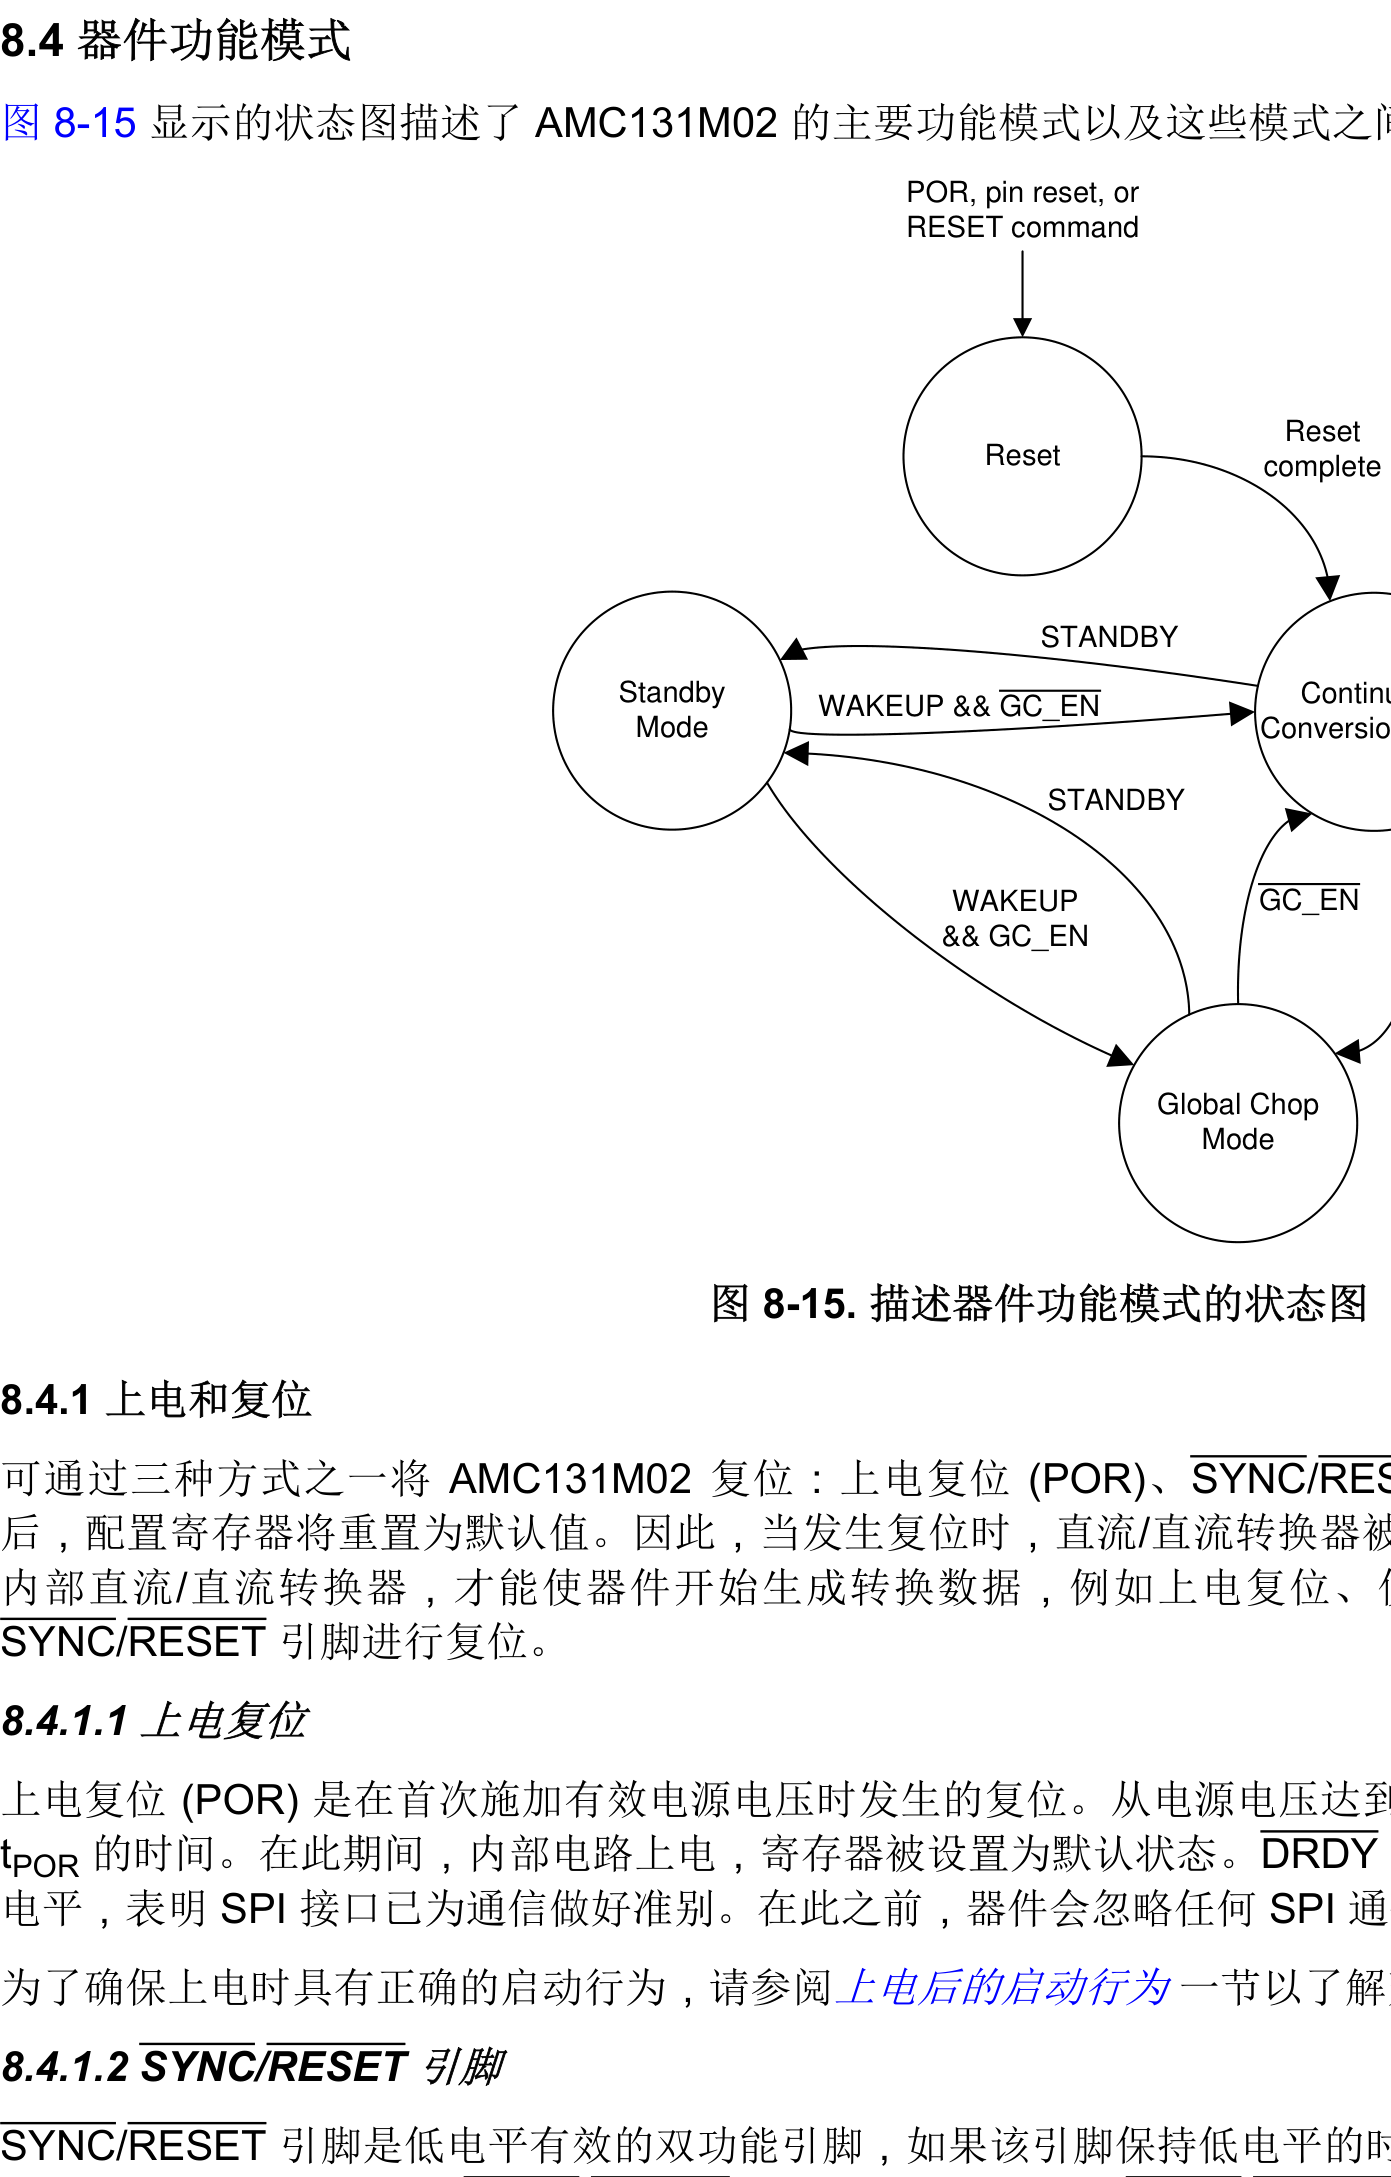 8.4 器件功能模式
图 8-15 显示的状态图描述了 AMC131M02 的主要功能模式以及这些模式之间
POR, pin reset, or
RESET command
Reset
Reset
complete
STANDBY
Standby
Mode
WAKEUP && GC_EN
Continu
Conversio
STANDBY
WAKEUP
&& GC_EN
GC_EN
Global Chop
Mode
图 8-15. 描述器件功能模式的状态图
8.4.1 上电和复位
可通过三种方式之一将 AMC131M02 复位：上电复位 (POR)、SYNC/RES
后，配置寄存器将重置为默认值。因此，当发生复位时，直流/直流转换器被
内部直流/直流转换器，才能使器件开始生成转换数据，例如上电复位、
SYNC/RESET 引脚进行复位。
8.4.1.1 上电复位
上电复位 (POR) 是在首次施加有效电源电压时发生的复位。从电源电压达到
tPOR 的时间。在此期间，内部电路上电，寄存器被设置为默认状态。DRDY
电平，表明 SPI 接口已为通信做好准别。在此之前，器件会忽略任何 SPI 通
为了确保上电时具有正确的启动行为，请参阅上电后的启动行为 一节以了解
8.4.1.2 SYNC/RESET 引脚
SYNC/RESET 引脚是低电平有效的双功能引脚，如果该引脚保持低电平的时